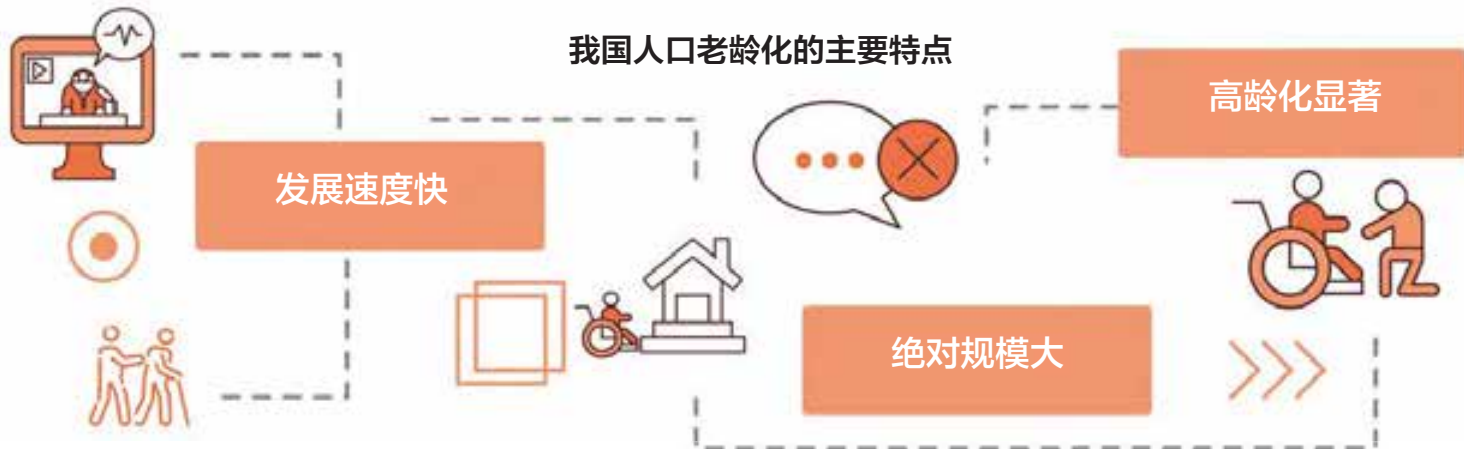 我国人口老龄化的主要特点
发展速度快
绝对规模大
高龄化显著